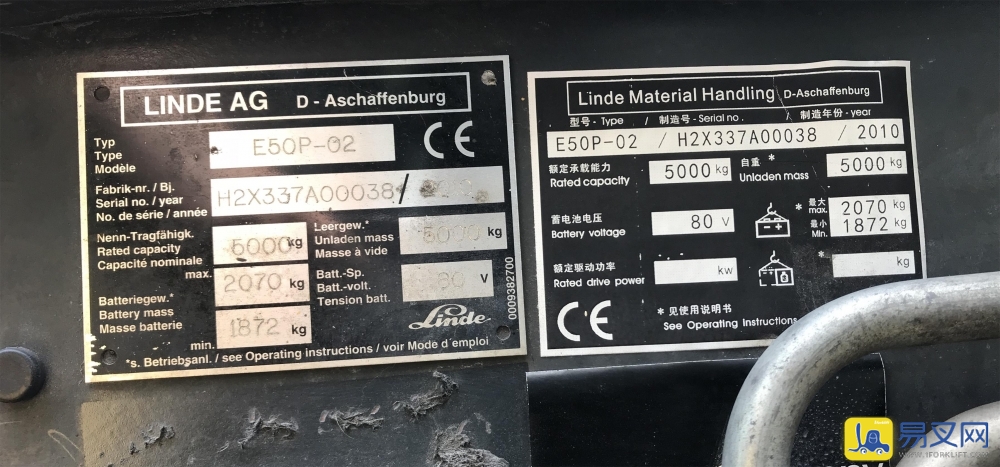 LINDE AG D - Aschaffenburg
Typ
Type
Modèle
E50P-02
CE
Fabrik-nr. / Bj.
Serial no. / year
No. de série / année
H2X337A00038/
Nenn-Tragfähigk.
Rated capacity
Capacité nominale
5000 kg
Leergew.*
Unladen mass
Masse à vide
5000 kg
Batteriegew.*
Battery mass
Masse batterie
max.
2070 kg
min.
1872 kg
Batt.-Sp.
Batt.-volt.
Tension batt.
80 V
Linde
0009382700
*s. Betriebsanl. / see Operating instructions / voir Mode d'emploi
Linde Material Handling D-Aschaffenburg
型号- Type / 制造号- Serial no. / 制造年份- year
E50P-02 / H2X337A00038 / 2010
额定承载能力
Rated capacity
5000 kg
自重 *
Unladen mass
5000 kg
蓄电池电压
Battery voltage
80 V
* 最大
max.
2070 kg
最小
Min.
1872 kg
额定驱动功率
Rated drive power
kw
*
kg
CE
* 见使用说明书
See Operating Instructions
易叉网
WWW.1FORKLIFT.COM